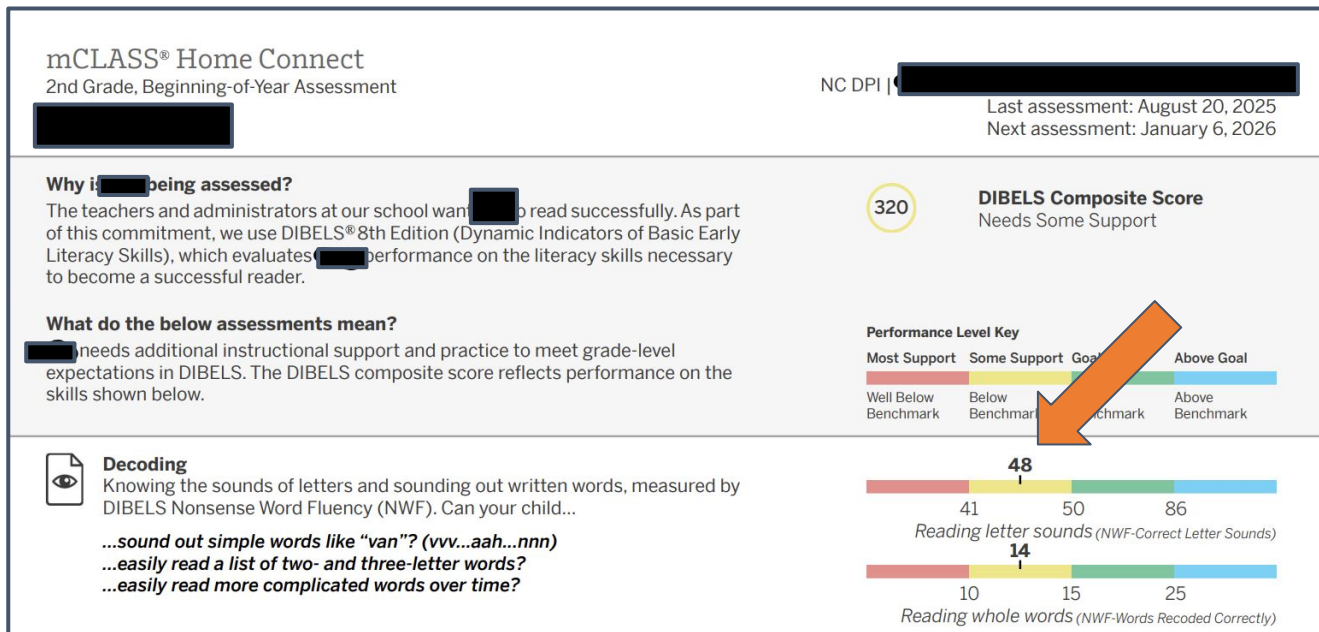 mCLASS® Home Connect
2nd Grade, Beginning-of-Year Assessment
NC DPI |
Last assessment: August 20, 2025
Next assessment: January 6, 2026
Why is being assessed?
The teachers and administrators at our school want to read successfully. As part
of this commitment, we use DIBELS® 8th Edition (Dynamic Indicators of Basic Early
Literacy Skills), which evaluates performance on the literacy skills necessary
to become a successful reader.
320
DIBELS Composite Score
Needs Some Support
What do the below assessments mean?
needs additional instructional support and practice to meet grade-level
expectations in DIBELS. The DIBELS composite score reflects performance on the
skills shown below.
Performance Level Key
Most Support Some Support Above Goal
Well Below Below Above
Benchmark Benchmark Benchmark
Decoding
Knowing the sounds of letters and sounding out written words, measured by
DIBELS Nonsense Word Fluency (NWF). Can your child...
...sound out simple words like “van”? (vvv...aah...nnn)
...easily read a list of two- and three-letter words?
...easily read more complicated words over time?
48
41 50 86
Reading letter sounds (NWF-Correct Letter Sounds)
14
10 15 25
Reading whole words (NWF-Words Recoded Correctly)